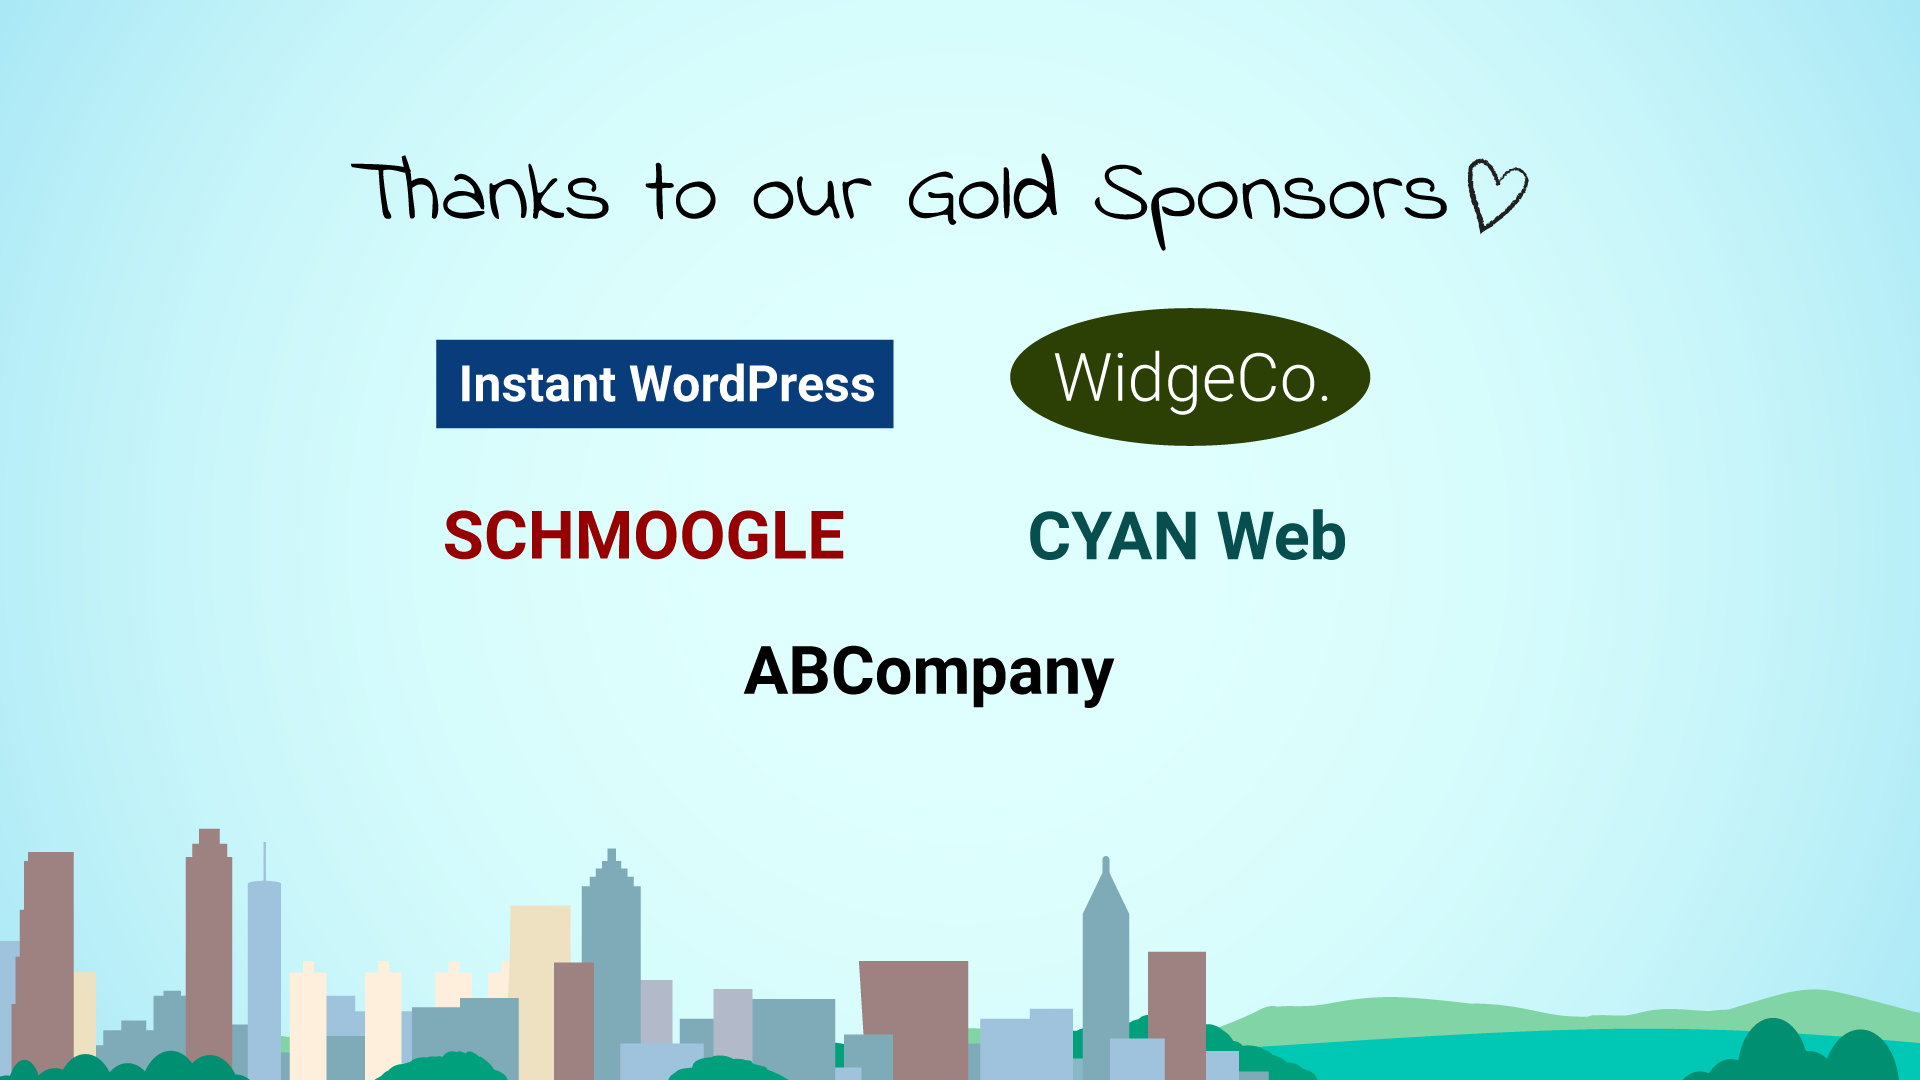 Thanks to our Gold Sponsors
Instant WordPress
WidgeCo.
SCHMOOGLE
CYAN Web
ABCompany